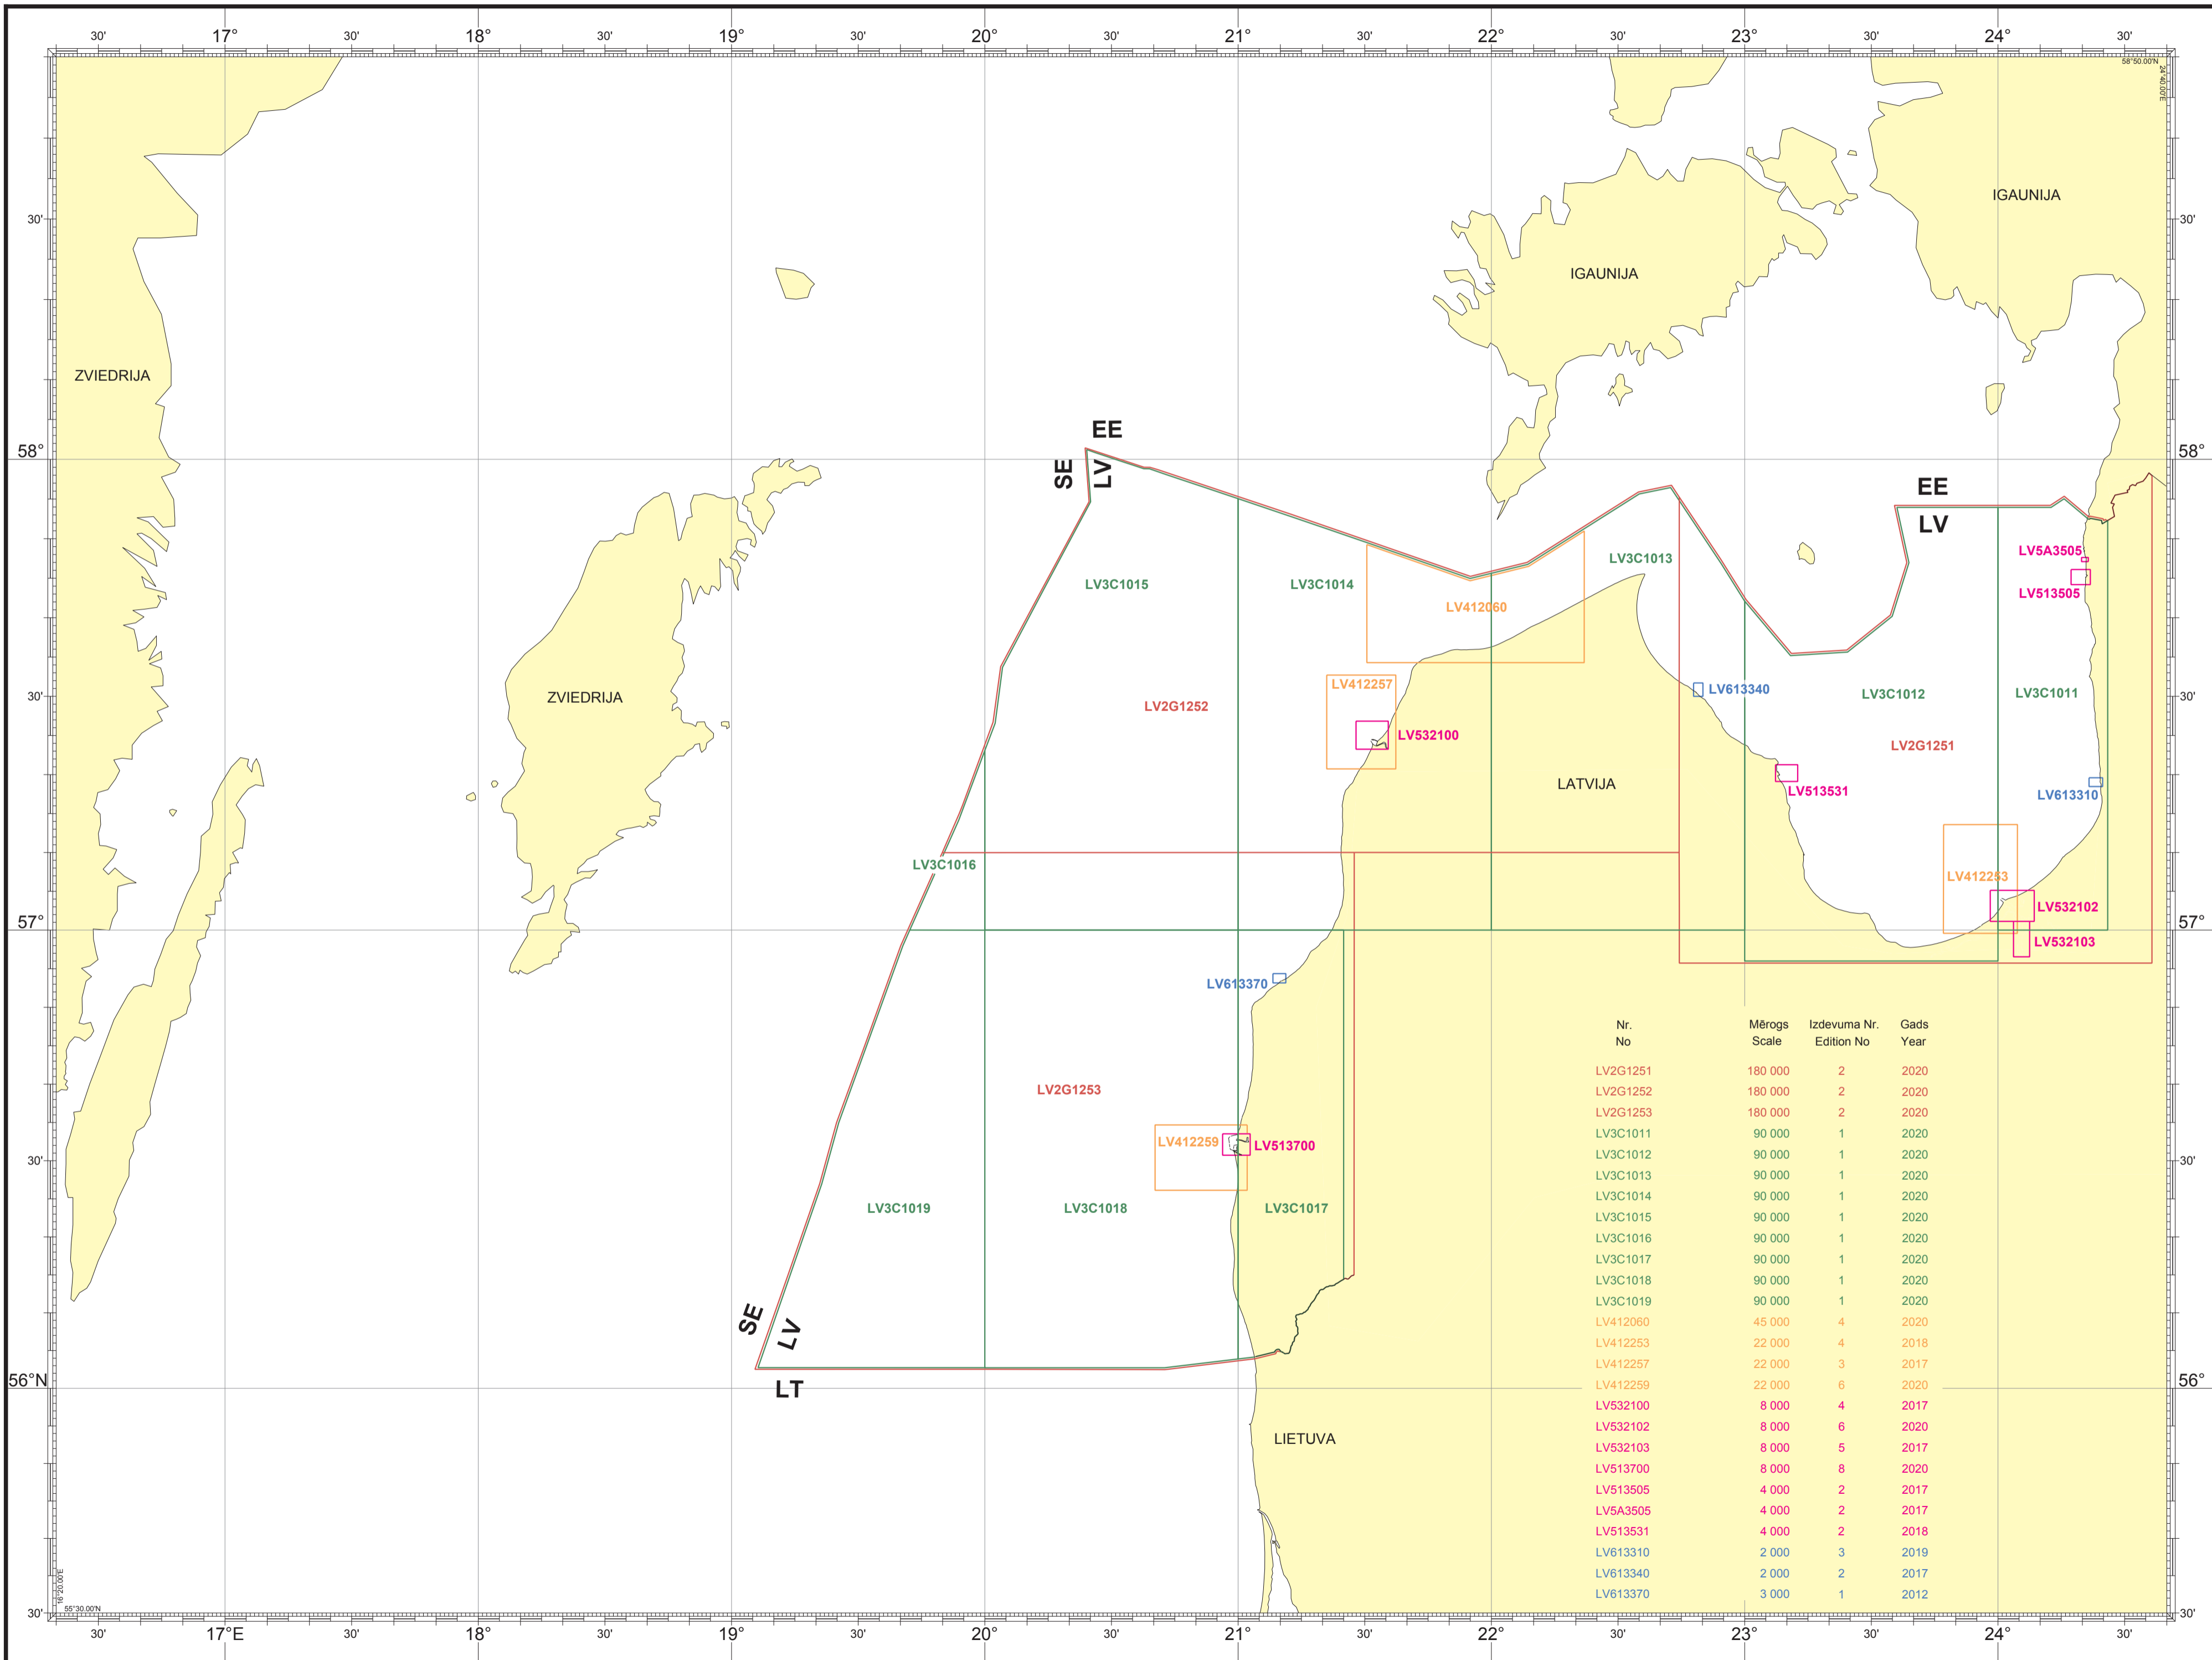 30'
17°
30'
18°
30'
19°
30'
20°
30'
21°
30'
22°
30'
23°
30'
24°
30'
58°50.00'N
24°40.00'E
30'
30'
IGAUNIJA
IGAUNIJA
ZVIEDRIJA
EE
58°
SE
LV
58°
EE
LV
LV5A3505
LV3C1013
LV3C1015
LV3C1014
LV513505
LV412060
LV412257
LV613340
LV3C1012
LV3C1011
30'
ZVIEDRIJA
30'
LV2G1252
LV532100
LV2G1251
LATVIJA
LV513531
LV613310
LV3C1016
LV412253
LV532102
57°
57°
LV532103
LV613370
Nr. Mērogs Izdevuma Nr. Gads
No Scale Edition No Year
LV2G1251 180 000 2 2020
LV2G1252 180 000 2 2020
LV2G1253 180 000 2 2020
LV3C1011 90 000 1 2020
LV3C1012 90 000 1 2020
LV3C1013 90 000 1 2020
LV3C1014 90 000 1 2020
LV3C1015 90 000 1 2020
LV3C1016 90 000 1 2020
LV3C1017 90 000 1 2020
LV3C1018 90 000 1 2020
LV3C1019 90 000 1 2020
LV412060 45 000 4 2020
LV412253 22 000 4 2018
LV412257 22 000 3 2017
LV412259 22 000 6 2020
LV532100 8 000 4 2017
LV532102 8 000 6 2020
LV532103 8 000 5 2017
LV513700 8 000 8 2020
LV513505 4 000 2 2017
LV5A3505 4 000 2 2017
LV513531 4 000 2 2018
LV613310 2 000 3 2019
LV613340 2 000 2 2017
LV613370 3 000 1 2012
LV2G1253
LV412259
LV513700
30'
30'
LV3C1019
LV3C1018
LV3C1017
SE
LV
56°N
LT
56°
LIETUVA
16°20.00'E
55°30.00'N
30'
30'
30'
17°E
30'
18°
30'
19°
30'
20°
30'
21°
30'
22°
30'
23°
30'
24°
30'